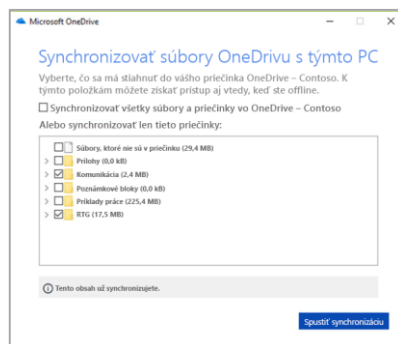 Microsoft OneDrive
Synchronizovať súbory OneDrivu s týmto PC
Vyberte, čo sa má stiahnuť do vášho priečinka OneDrive – Contoso. K
týmto položkám môžete získať prístup aj vtedy, keď ste offline.
Synchronizovať všetky súbory a priečinky vo OneDrive – Contoso
Alebo synchronizovať len tieto priečinky:
Súbory, ktoré nie sú v priečinku (29,4 MB)
Prílohy (0,0 kB)
Komunikácia (2,4 MB)
Poznámkové bloky (0,0 kB)
Príklady práce (225,4 MB)
RTG (17,5 MB)
Tento obsah už synchronizujete.
Spustiť synchronizáciu